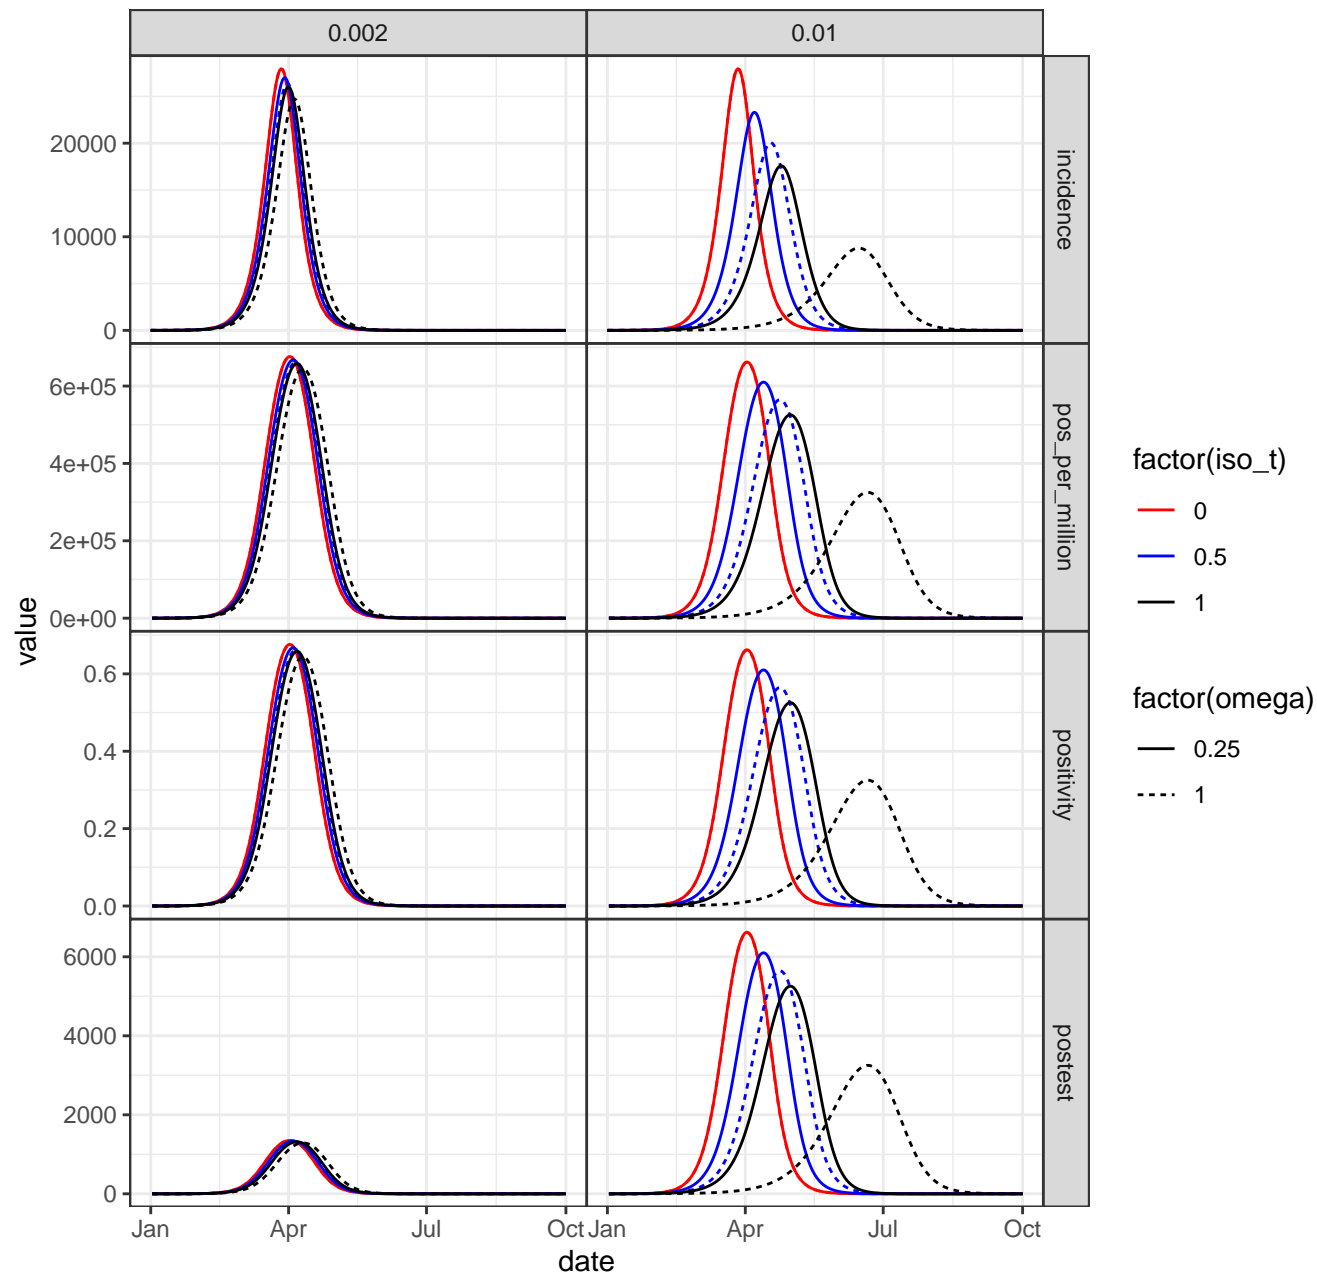 0.002
0.01
20000
10000
0
incidence
6e+05
4e+05
2e+05
0e+00
pos_per_million
0.6
0.4
0.2
0.0
positivity
6000
4000
2000
0
postest
Jan
Apr
Jul
Oct
Jan
Apr
Jul
Oct
date
value
factor(iso_t)
0
0.5
1
factor(omega)
0.25
1